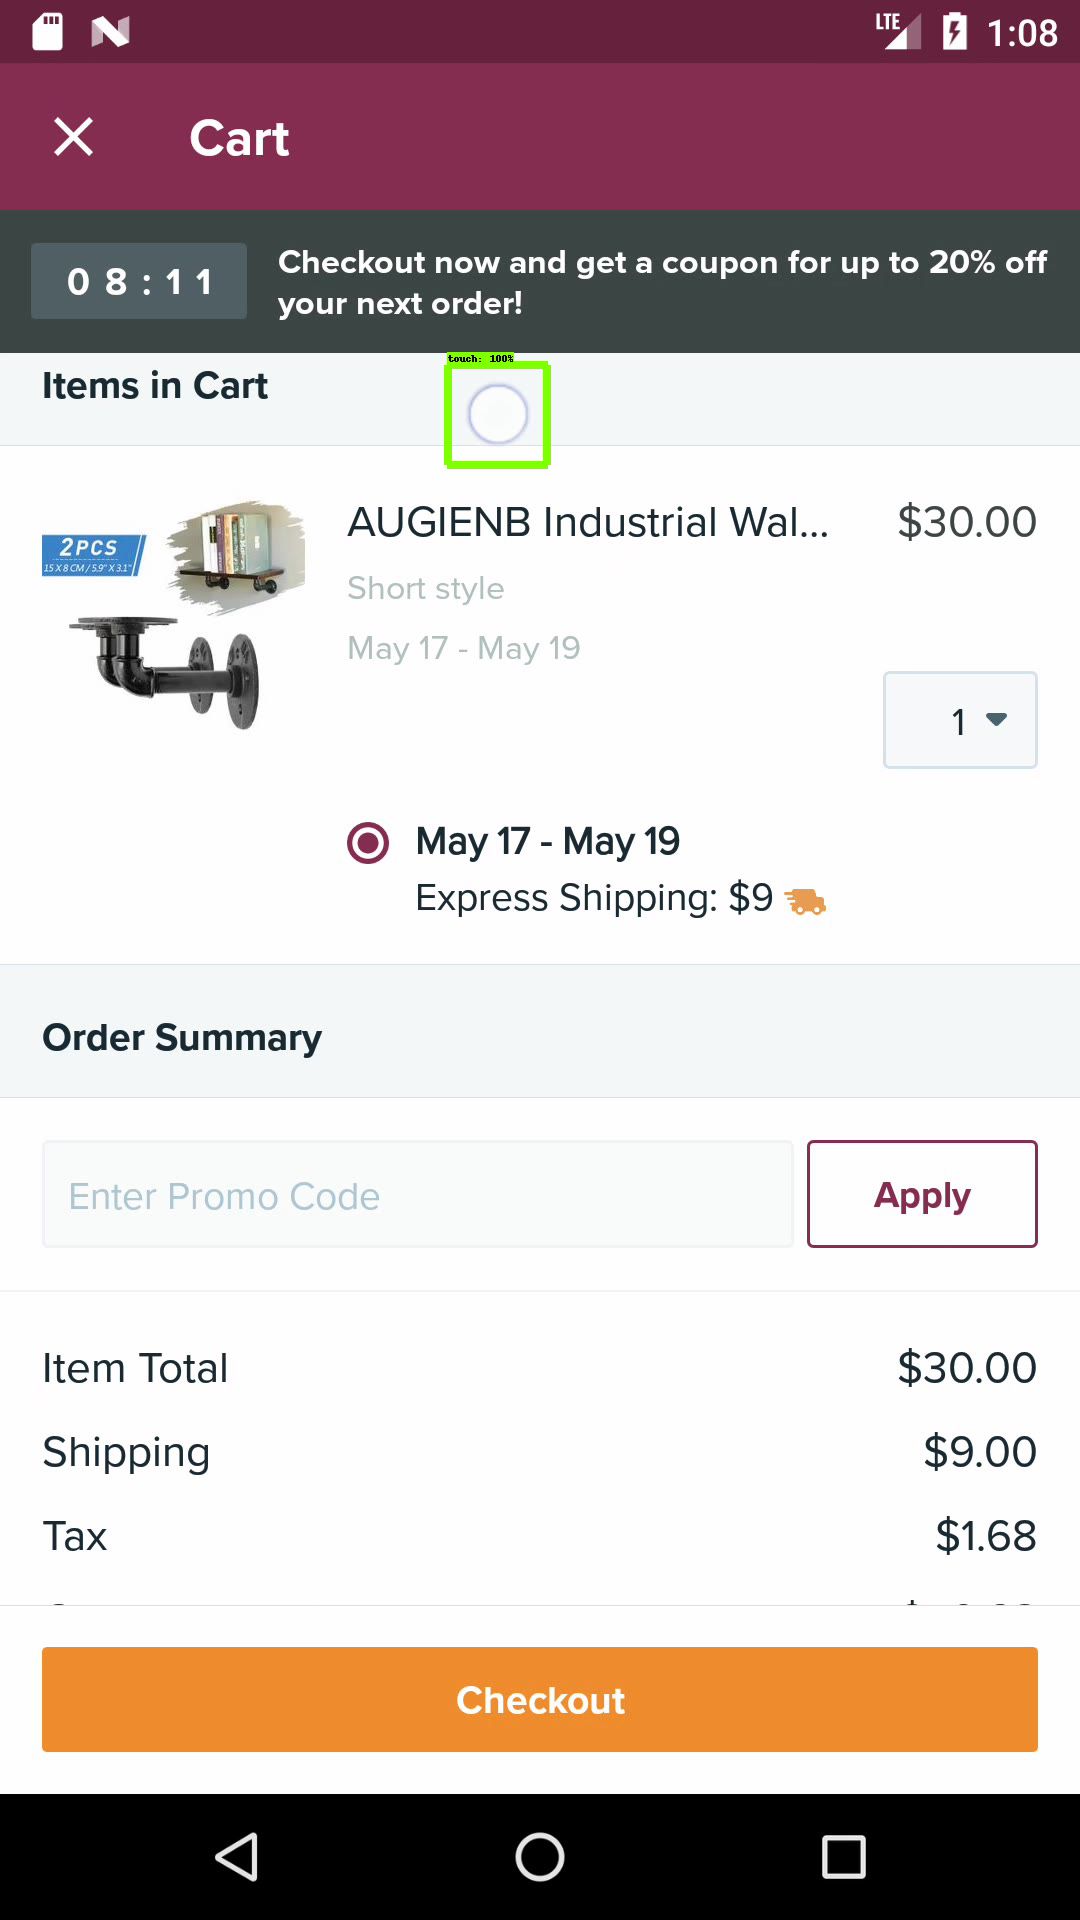 LTE 1:08
Cart
08:11
Checkout now and get a coupon for up to 20% off
your next order!
touch: 100%
Items in Cart
2PCS
15 X 8 CM / 5.9" X 3.1"
AUGIENB Industrial Wal... $30.00
Short style
May 17 - May 19
1
May 17 - May 19
Express Shipping: $9
Order Summary
Enter Promo Code Apply
Item Total $30.00
Shipping $9.00
Tax $1.68
Checkout